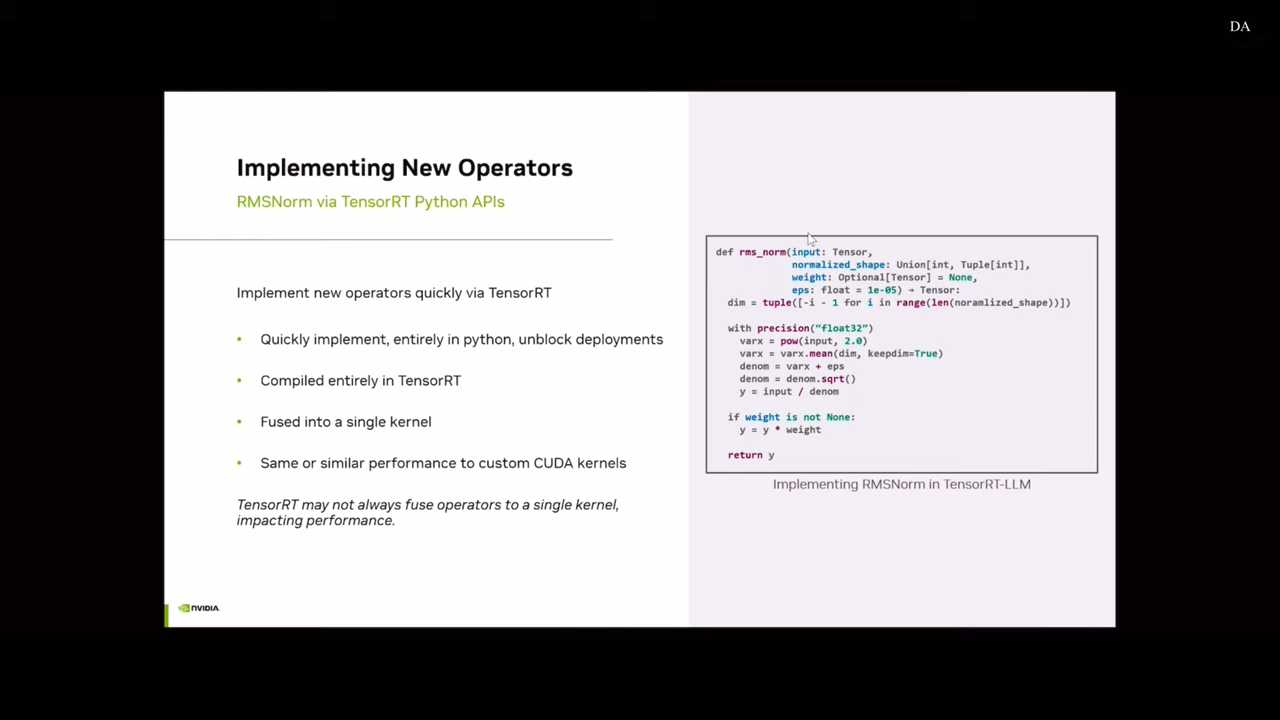 DA
Implementing New Operators
RMSNorm via TensorRT Python APIs
Implement new operators quickly via TensorRT
• Quickly implement, entirely in python, unblock deployments
• Compiled entirely in TensorRT
• Fused into a single kernel
• Same or similar performance to custom CUDA kernels
TensorRT may not always fuse operators to a single kernel,
impacting performance.
NVIDIA
def rms_norm(input: Tensor,
normalized_shape: Union[int, Tuple[int]],
weight: Optional[Tensor] = None,
eps: float = 1e-05) → Tensor:
dim = tuple([-i - 1 for i in range(len(noramlized_shape))])
with precision(“float32”)
varx = pow(input, 2.0)
varx = varx.mean(dim, keepdim=True)
denom = varx + eps
denom = denom.sqrt()
y = input / denom
if weight is not None:
y = y * weight
return y
Implementing RMSNorm in TensorRT-LLM